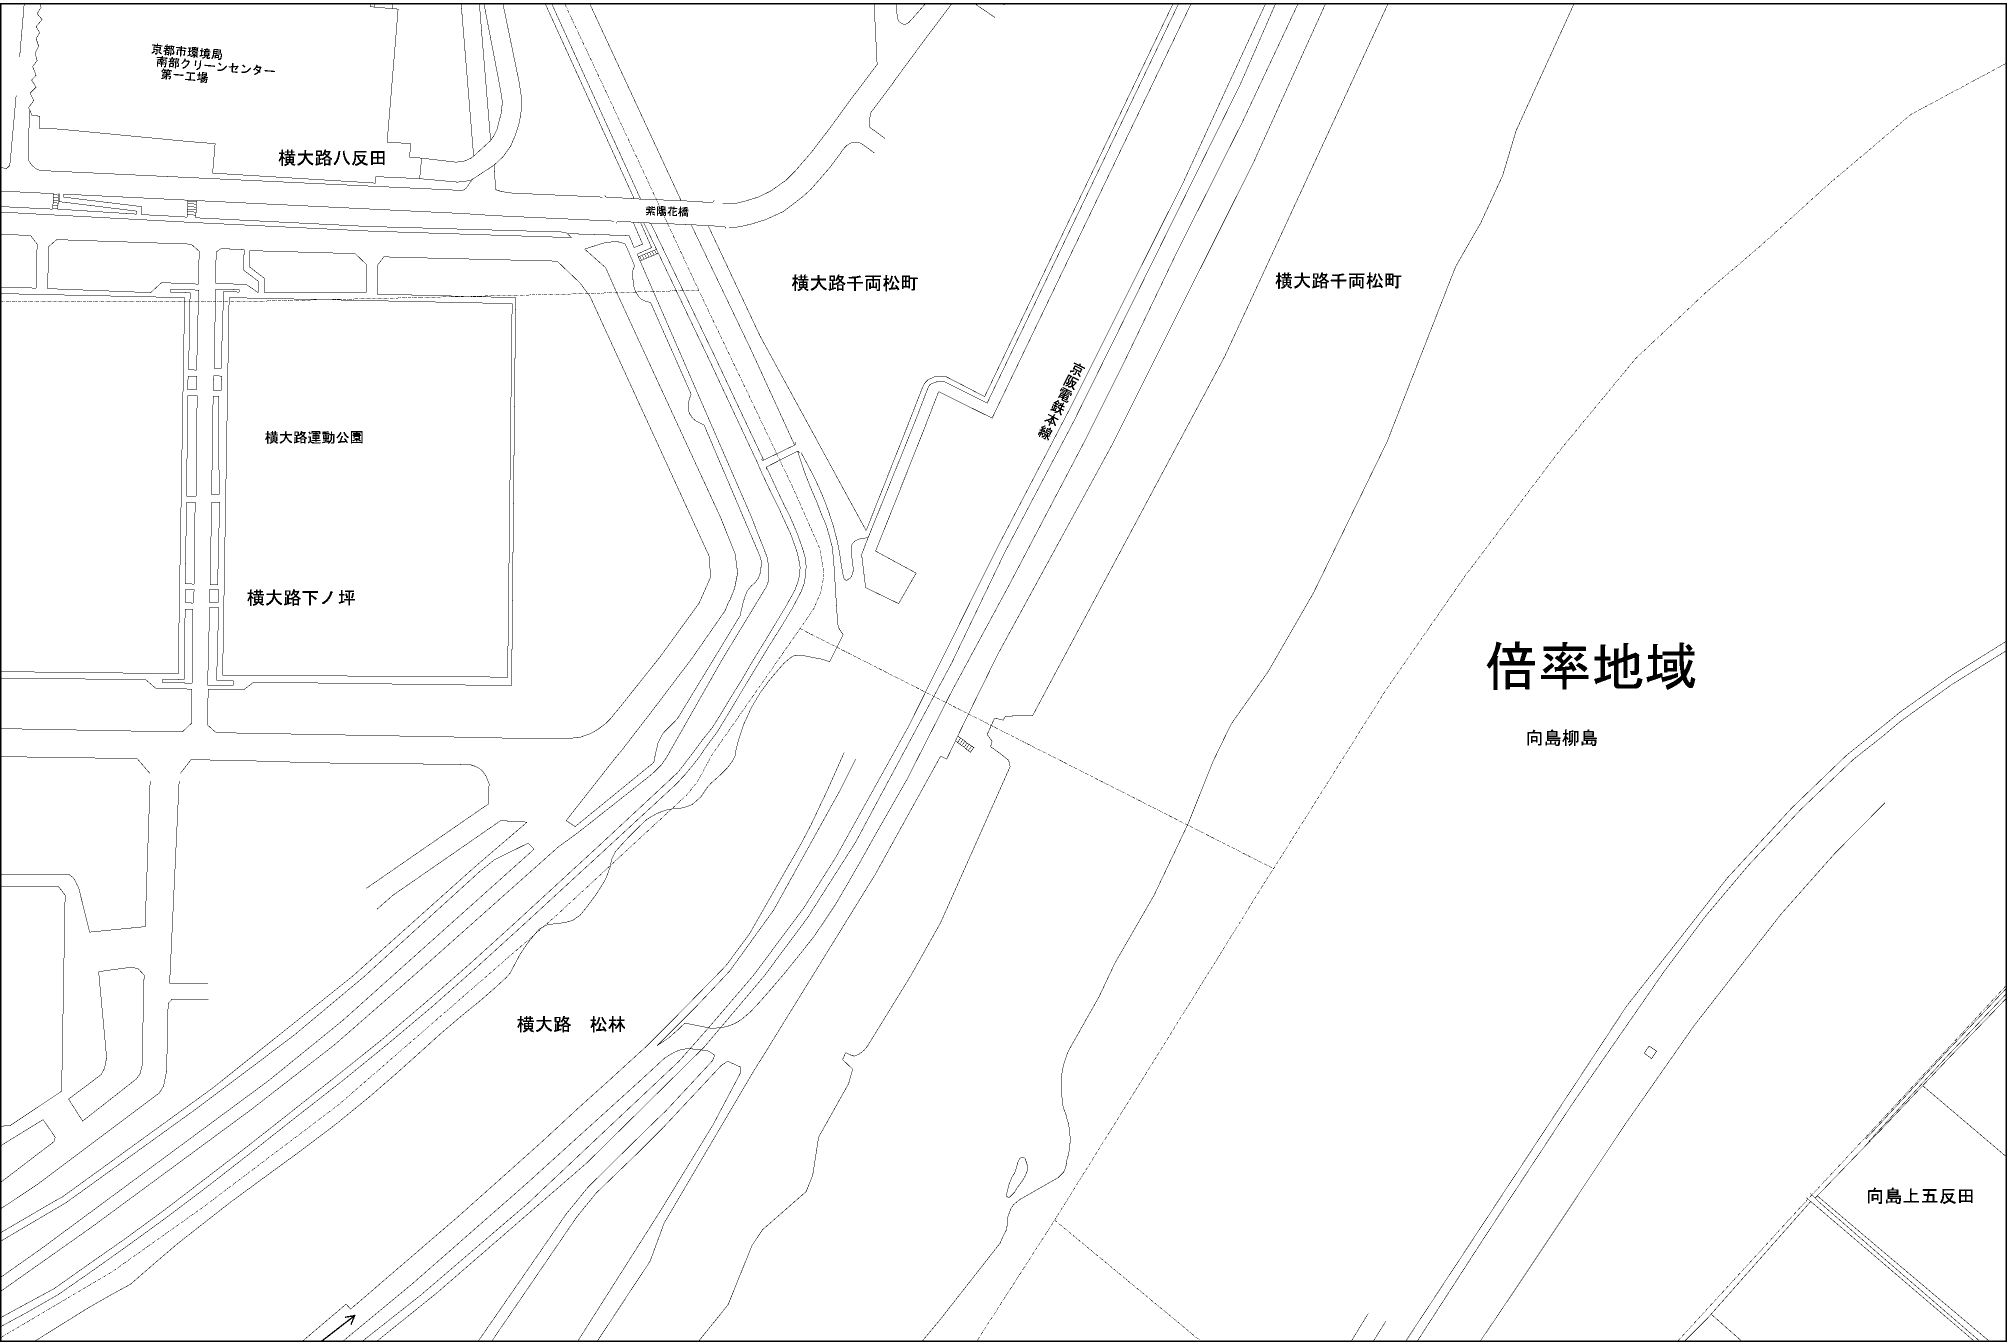 京都市環境局
南部クリーンセンター
第一工場
横大路八反田
紫陽花橋
横大路千両松町
横大路千両松町
京阪電鉄本線
横大路運動公園
横大路下ノ坪
倍率地域
向島柳島
横大路　松林
向島上五反田